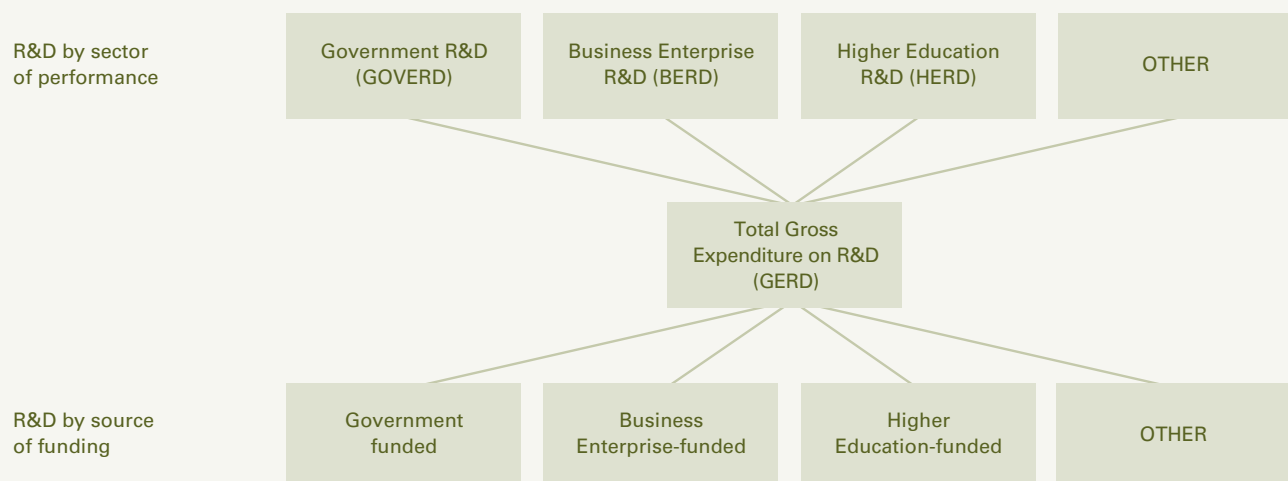 R&D by sector
of performance
Government R&D
(GOVERD)
Business Enterprise
R&D (BERD)
Higher Education
R&D (HERD)
OTHER
Total Gross
Expenditure on R&D
(GERD)
R&D by source
of funding
Government
funded
Business
Enterprise-funded
Higher
Education-funded
OTHER